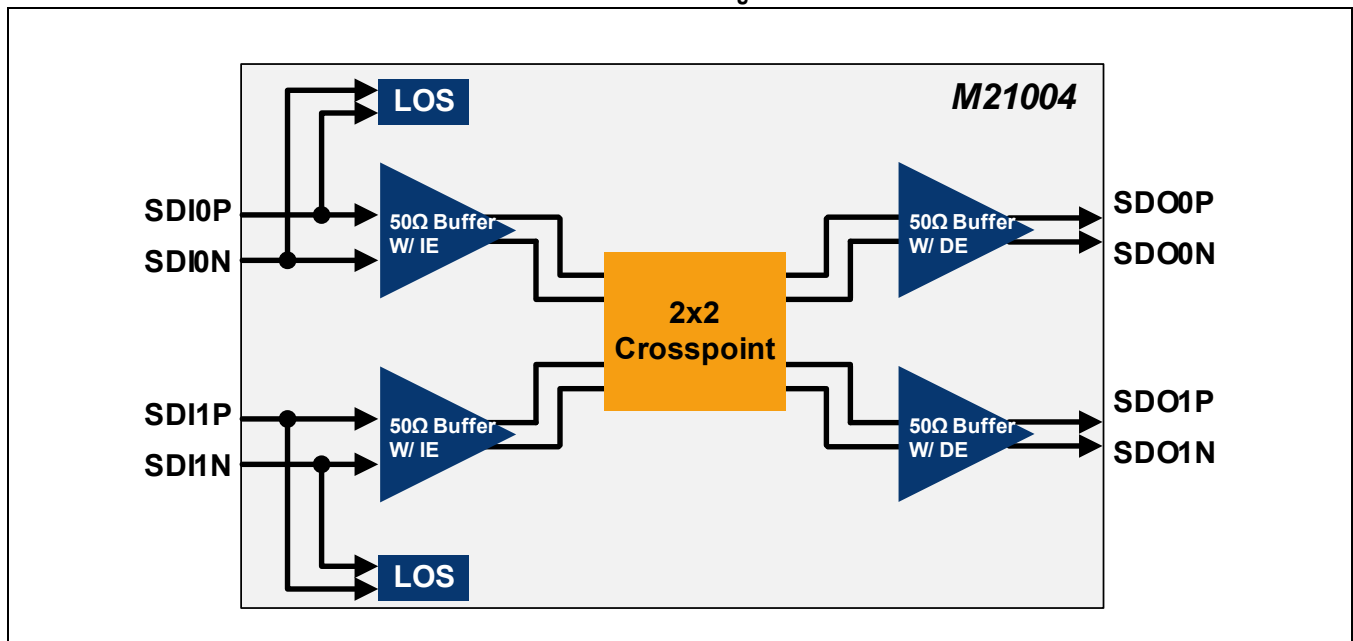 M21004
LOS
SDI0P
SDI0N
50Ω Buffer
W/ IE
50Ω Buffer
W/ DE
SDO0P
SDO0N
2x2
Crosspoint
SDI1P
SDI1N
50Ω Buffer
W/ IE
50Ω Buffer
W/ DE
SDO1P
SDO1N
LOS